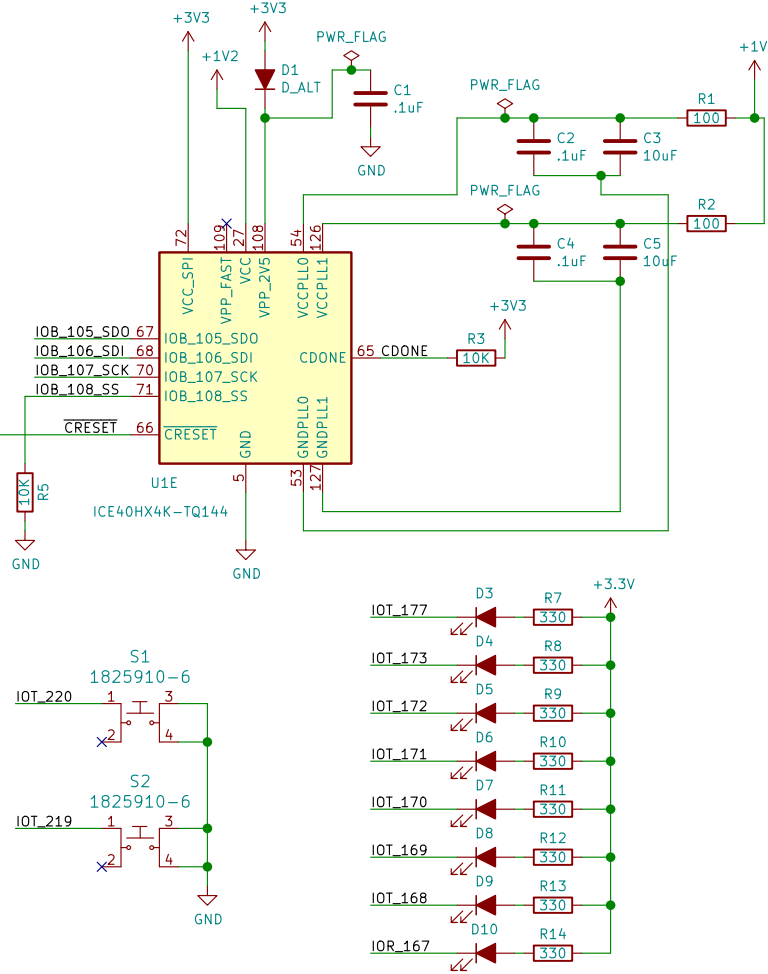 +3V3
+3V3
PWR_FLAG
+1V2
D1
D_ALT
C1
.1uF
GND
+1V
PWR_FLAG
R1
100
C2
.1uF
C3
10uF
PWR_FLAG
R2
100
C4
.1uF
C5
10uF
72
109
27
108
54
126
VCC_SPI
VPP_FAST
VCC
VPP_2V5
VCCPLL0
VCCPLL1
+3V3
IOB_105_SDO 67 IOB_105_SDO
IOB_106_SDI 68 IOB_106_SDI
IOB_107_SCK 70 IOB_107_SCK
IOB_108_SS 71 IOB_108_SS
CRESET 66 CRESET
CDONE 65 CDONE
R3
10K
GND
GNDPLL0
GNDPLL1
5
53
127
U1E
ICE40HX4K-TQ144
10K
R5
GND
GND
+3.3V
IOT_177
D3
R7
330
IOT_173
D4
R8
330
IOT_172
D5
R9
330
IOT_171
D6
R10
330
IOT_170
D7
R11
330
IOT_169
D8
R12
330
IOT_168
D9
R13
330
IOR_167
D10
R14
330
S1
1825910-6
IOT_220
1
3
2
4
S2
1825910-6
IOT_219
1
3
2
4
GND